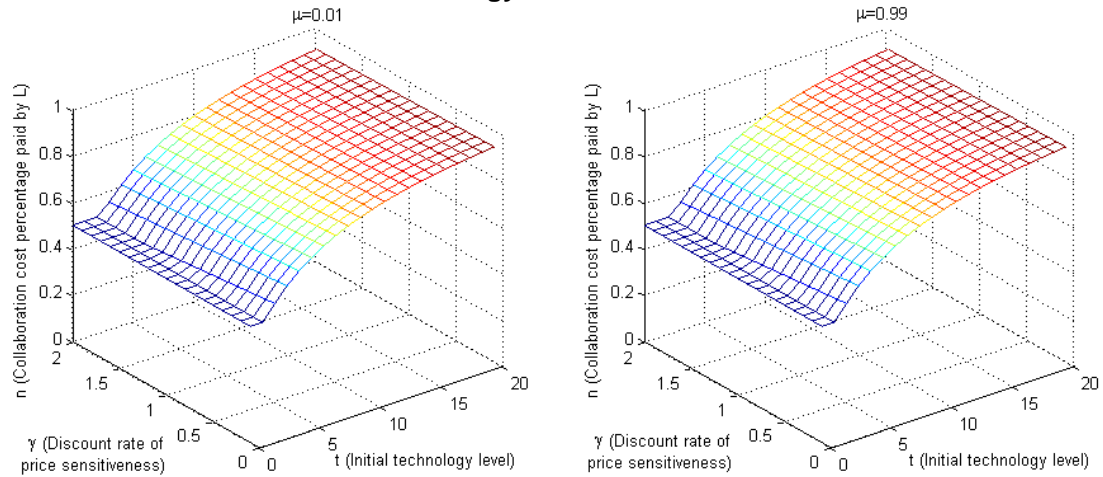 gy
μ=0.01
n (Collaboration cost percentage paid by L)
1
0.8
0.6
0.4
0.2
0
2
1.5
1
0.5
0
γ (Discount rate of
price sensitiveness)
0
5
10
15
20
t (Initial technology level)
μ=0.99
n (Collaboration cost percentage paid by L)
1
0.8
0.6
0.4
0.2
0
2
1.5
1
0.5
0
γ (Discount rate of
price sensitiveness)
0
5
10
15
20
t (Initial technology level)